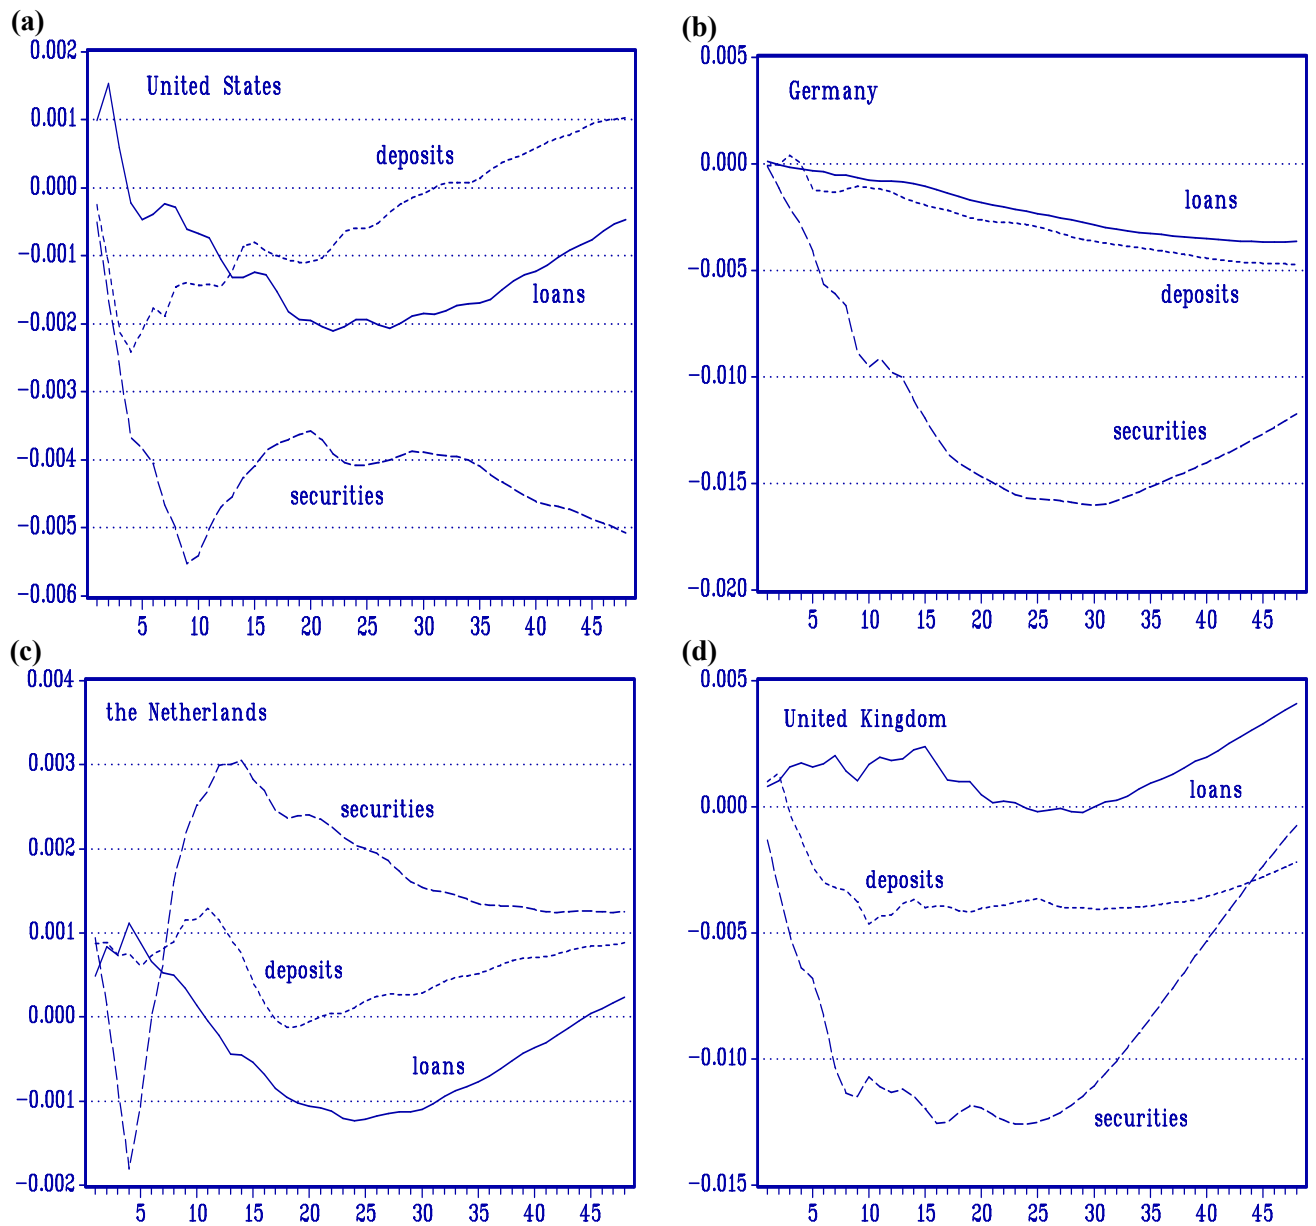 (a)
0.002
United States
0.001
deposits
0.000
-0.001
loans
-0.002
-0.003
-0.004
securities
-0.005
-0.006
5 10 15 20 25 30 35 40 45
(b)
0.005
Germany
0.000
loans
-0.005
deposits
-0.010
securities
-0.015
-0.020
5 10 15 20 25 30 35 40 45
(c)
0.004
the Netherlands
0.003
securities
0.002
0.001
deposits
0.000
loans
-0.001
-0.002
5 10 15 20 25 30 35 40 45
(d)
0.005
United Kingdom
loans
0.000
deposits
-0.005
-0.010
securities
-0.015
5 10 15 20 25 30 35 40 45